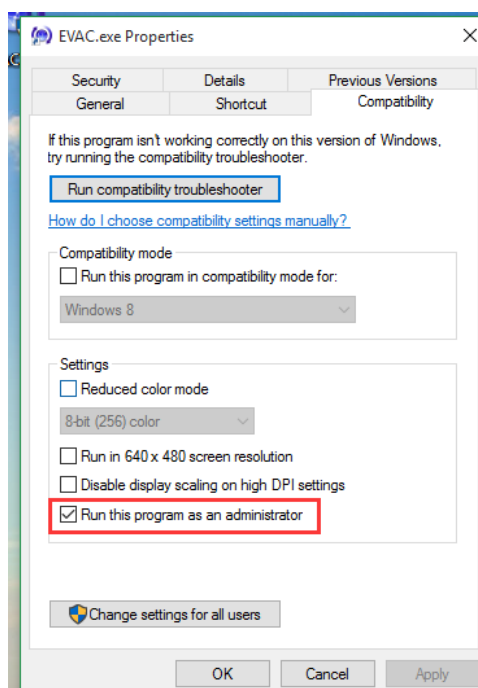 EVAC.exe Properties
Security Details Previous Versions
General Shortcut Compatibility
If this program isn't working correctly on this version of Windows,
try running the compatibility troubleshooter.
Run compatibility troubleshooter
How do I choose compatibility settings manually?
Compatibility mode
Run this program in compatibility mode for:
Windows 8
Settings
Reduced color mode
8-bit (256) color
Run in 640 x 480 screen resolution
Disable display scaling on high DPI settings
Run this program as an administrator
Change settings for all users
OK Cancel Apply